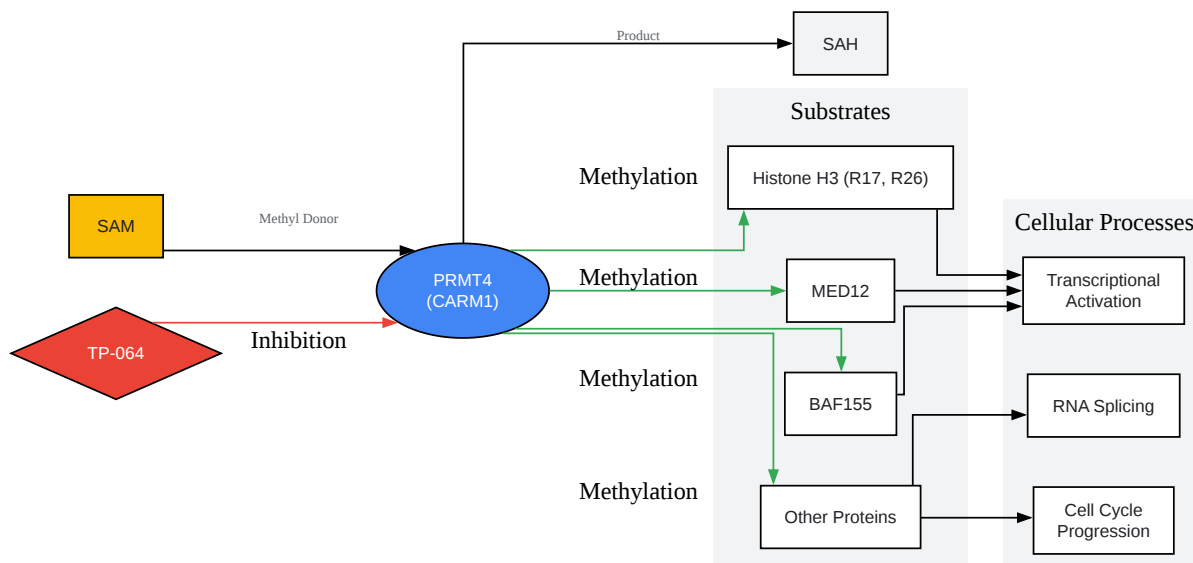 Product
SAH
Substrates
Methylation
Histone H3 (R17, R26)
SAM
Methyl Donor
Cellular Processes
PRMT4
(CARM1)
Methylation
MED12
Transcriptional
Activation
TP-064
Inhibition
Methylation
BAF155
RNA Splicing
Methylation
Other Proteins
Cell Cycle
Progression